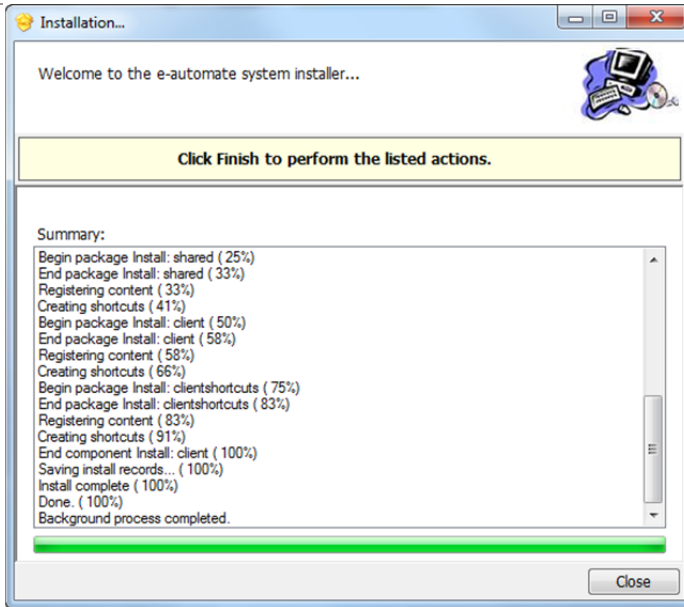 Installation...
Welcome to the e-automate system installer...
Click Finish to perform the listed actions.
Summary:
Begin package Install: shared ( 25%)
End package Install: shared ( 33%)
Registering content ( 33%)
Creating shortcuts ( 41%)
Begin package Install: client ( 50%)
End package Install: client ( 58%)
Registering content ( 58%)
Creating shortcuts ( 66%)
Begin package Install: clientshortcuts ( 75%)
End package Install: clientshortcuts ( 83%)
Registering content ( 83%)
Creating shortcuts ( 91%)
End component Install: client ( 100%)
Saving install records... ( 100%)
Install complete ( 100%)
Done. ( 100%)
Background process completed.
Close